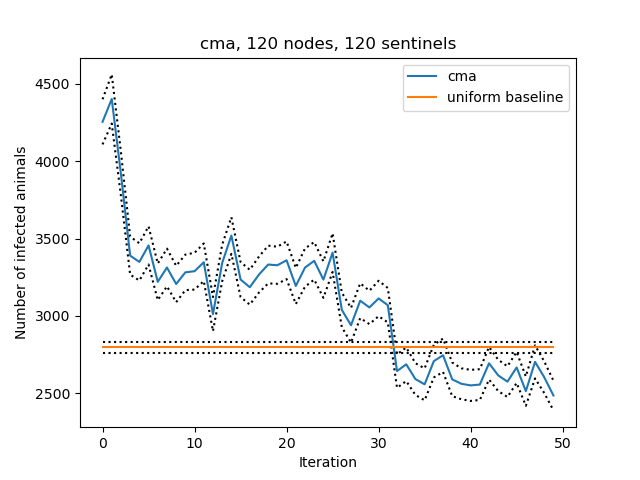 cma, 120 nodes, 120 sentinels
cma
uniform baseline
4500
4000
3500
3000
2500
Number of infected animals
0 10 20 30 40 50
Iteration